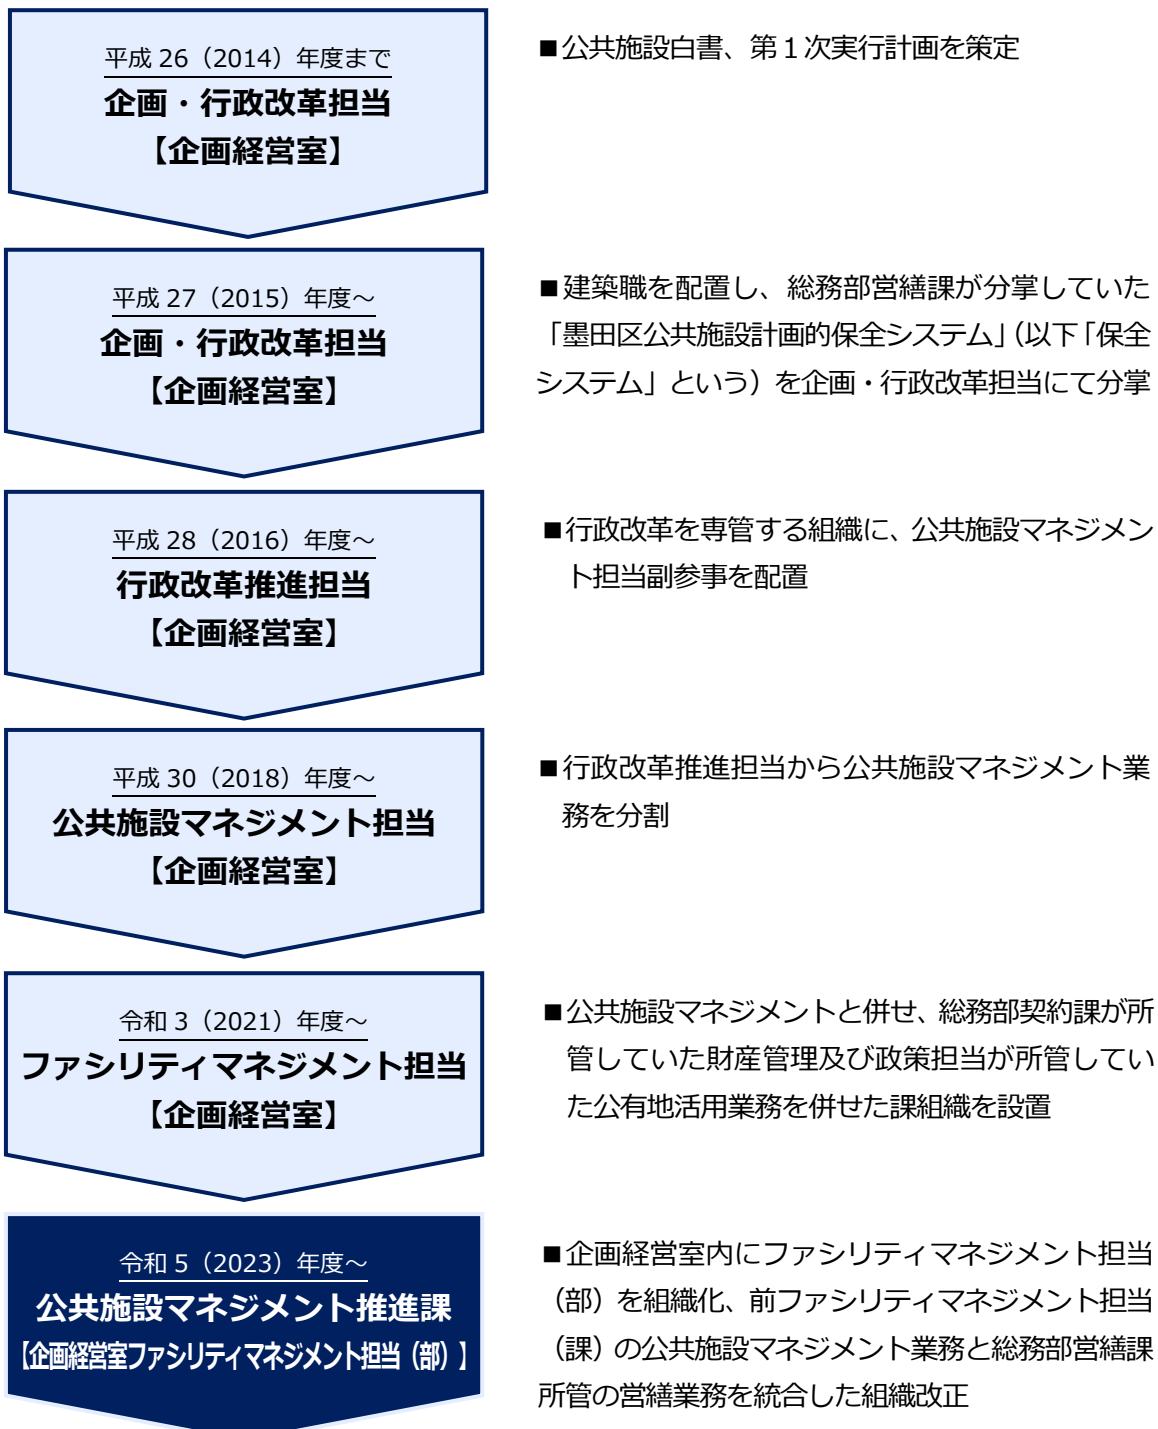 平成 26（2014）年度まで
企画・行政改革担当
【企画経営室】
■公共施設白書、第１次実行計画を策定
平成 27（2015）年度～
企画・行政改革担当
【企画経営室】
■建築職を配置し、総務部営繕課が分掌していた
「墨田区公共施設計画的保全システム」（以下「保全
システム」という）を企画・行政改革担当にて分掌
平成 28（2016）年度～
行政改革推進担当
【企画経営室】
■行政改革を専管する組織に、公共施設マネジメン
ト担当副参事を配置
平成 30（2018）年度～
公共施設マネジメント担当
【企画経営室】
■行政改革推進担当から公共施設マネジメント業
務を分割
令和 3（2021）年度～
ファシリティマネジメント担当
【企画経営室】
■公共施設マネジメントと併せ、総務部契約課が所
管していた財産管理及び政策担当が所管してい
た公有地活用業務を併せた課組織を設置
令和 5（2023）年度～
公共施設マネジメント推進課
【企画経営室ファシリティマネジメント担当（部）】
■企画経営室内にファシリティマネジメント担当
（部）を組織化、前ファシリティマネジメント担当
（課）の公共施設マネジメント業務と総務部営繕課
所管の営繕業務を統合した組織改正